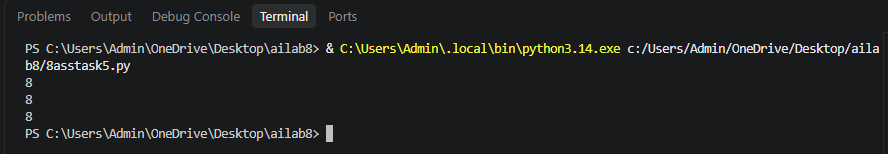 Problems Output Debug Console Terminal Ports
PS C:\Users\Admin\OneDrive\Desktop\ailab8> & C:\Users\Admin\.local\bin\python3.14.exe c:/Users/Admin/OneDrive/Desktop/aila
b8/8asstask5.py
8
8
8
PS C:\Users\Admin\OneDrive\Desktop\ailab8>